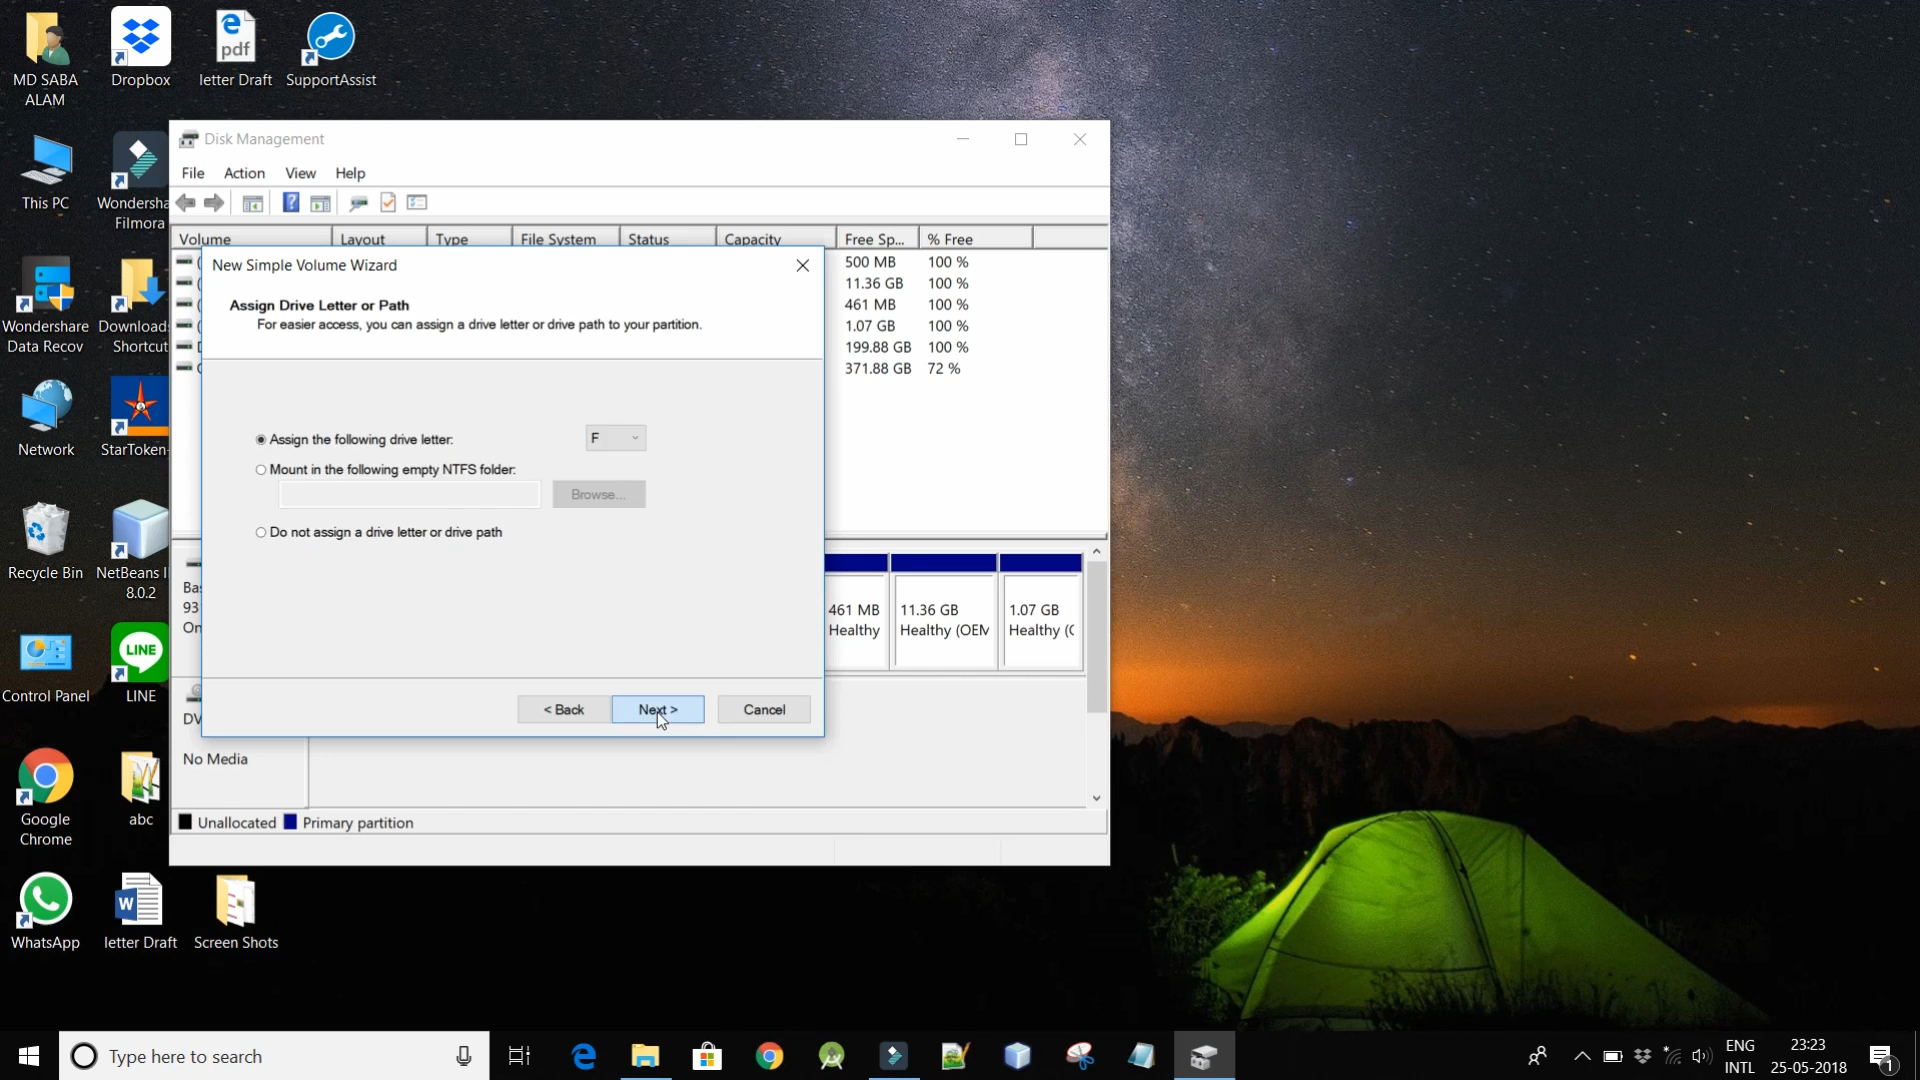 MD SABA
ALAM
Dropbox
pdf
letter Draft
SupportAssist
This PC
Wondersha
Filmora
Wondershare
Data Recov
Download
Shortcut
Network
StarToken-
Recycle Bin
NetBeans I
8.0.2
Control Panel
LINE
LINE
Google
Chrome
abc
WhatsApp
letter Draft
Screen Shots
Disk Management
File Action View Help
Volume Layout Type File System Status Capacity Free Sp... % Free
500 MB 100 %
11.36 GB 100 %
461 MB 100 %
1.07 GB 100 %
199.88 GB 100 %
371.88 GB 72 %
New Simple Volume Wizard
Assign Drive Letter or Path
For easier access, you can assign a drive letter or drive path to your partition.
Assign the following drive letter: F
Mount in the following empty NTFS folder:
Browse...
Do not assign a drive letter or drive path
< Back Next > Cancel
Ba
93
On
461 MB
Healthy
11.36 GB
Healthy (OEM
1.07 GB
Healthy (
DV
No Media
Unallocated Primary partition
Type here to search
ENG
INTL
23:23
25-05-2018
1